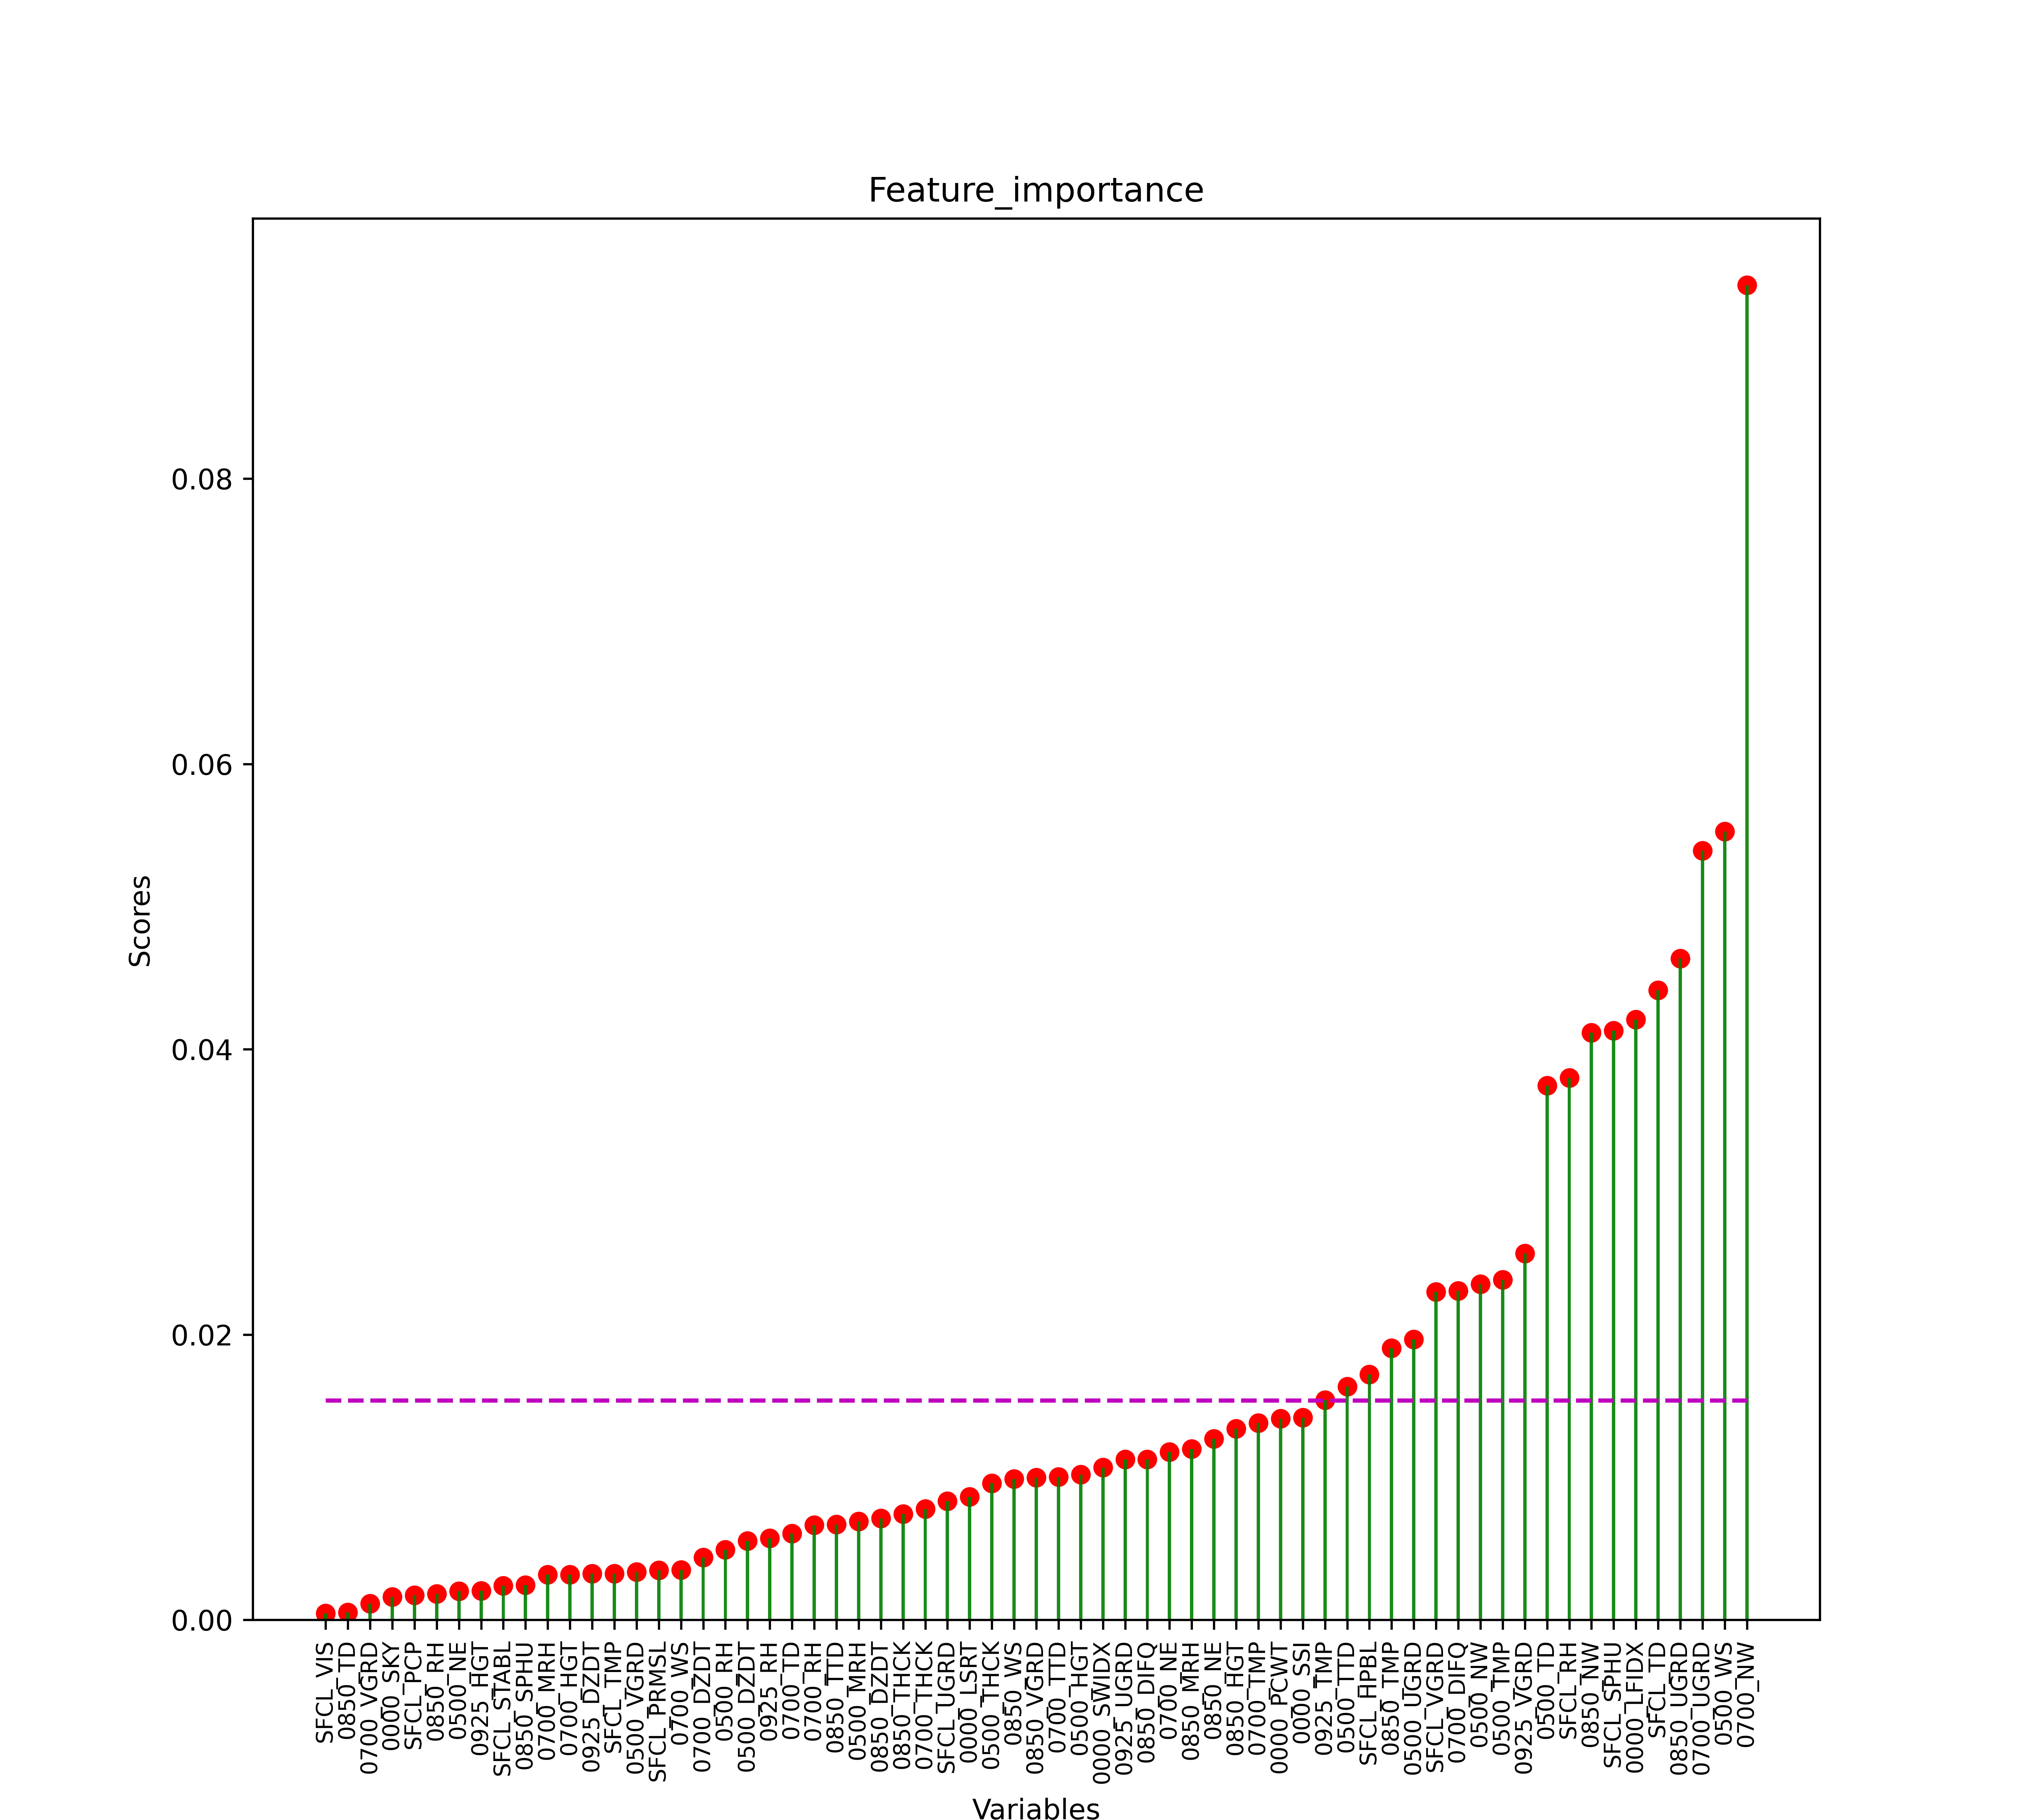 Feature_importance
0.08
0.06
0.04
0.02
0.00
Scores
SFCL_VIS
0850_TD
0700_VGRD
0000_SKY
SFCL_PCP
0850_RH
0500_NE
0925_HGT
SFCL_STABL
0850_SPHU
0700_MRH
0700_HGT
0925_DZDT
SFCL_TMP
0500_VGRD
SFCL_PRMSL
0700_WS
0700_DZDT
0500_RH
0500_DZDT
0925_RH
0700_TD
0700_RH
0850_TTD
0500_MRH
0850_DZDT
0850_THCK
0700_THCK
SFCL_UGRD
0000_LSRT
0500_THCK
0850_WS
0850_VGRD
0700_TTD
0500_HGT
0000_SWIDX
0925_UGRD
0850_DIFQ
0700_NE
0850_MRH
0850_NE
0850_HGT
0700_TMP
0000_PCWT
0000_SSI
0925_TMP
0500_TTD
SFCL_HPBL
0850_TMP
0500_UGRD
SFCL_VGRD
0700_DIFQ
0500_NW
0500_TMP
0925_VGRD
0500_TD
SFCL_RH
0850_NW
SFCL_SPHU
0000_LFIDX
SFCL_TD
0850_UGRD
0700_UGRD
0500_WS
0700_NW
Variables